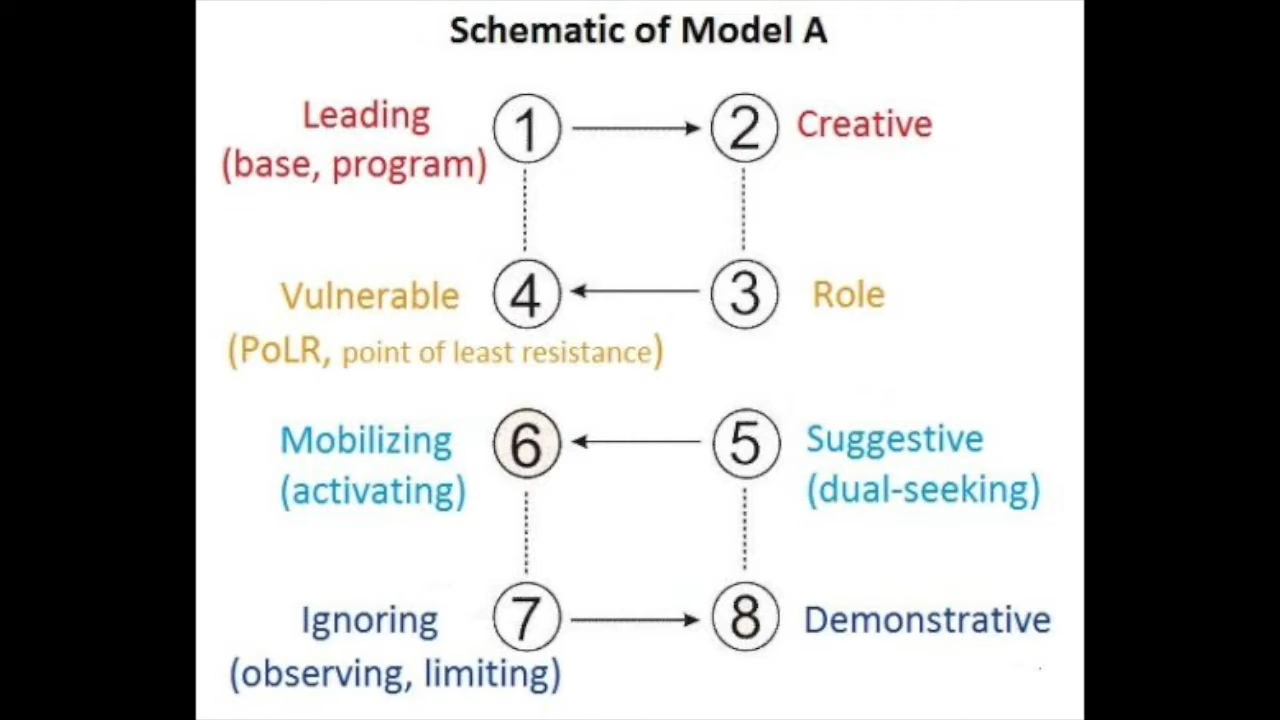 Schematic of Model A
Leading
(base, program)
1
2
Creative
Vulnerable
(PoLR, point of least resistance)
4
3
Role
Mobilizing
(activating)
6
5
Suggestive
(dual-seeking)
Ignoring
(observing, limiting)
7
8
Demonstrative